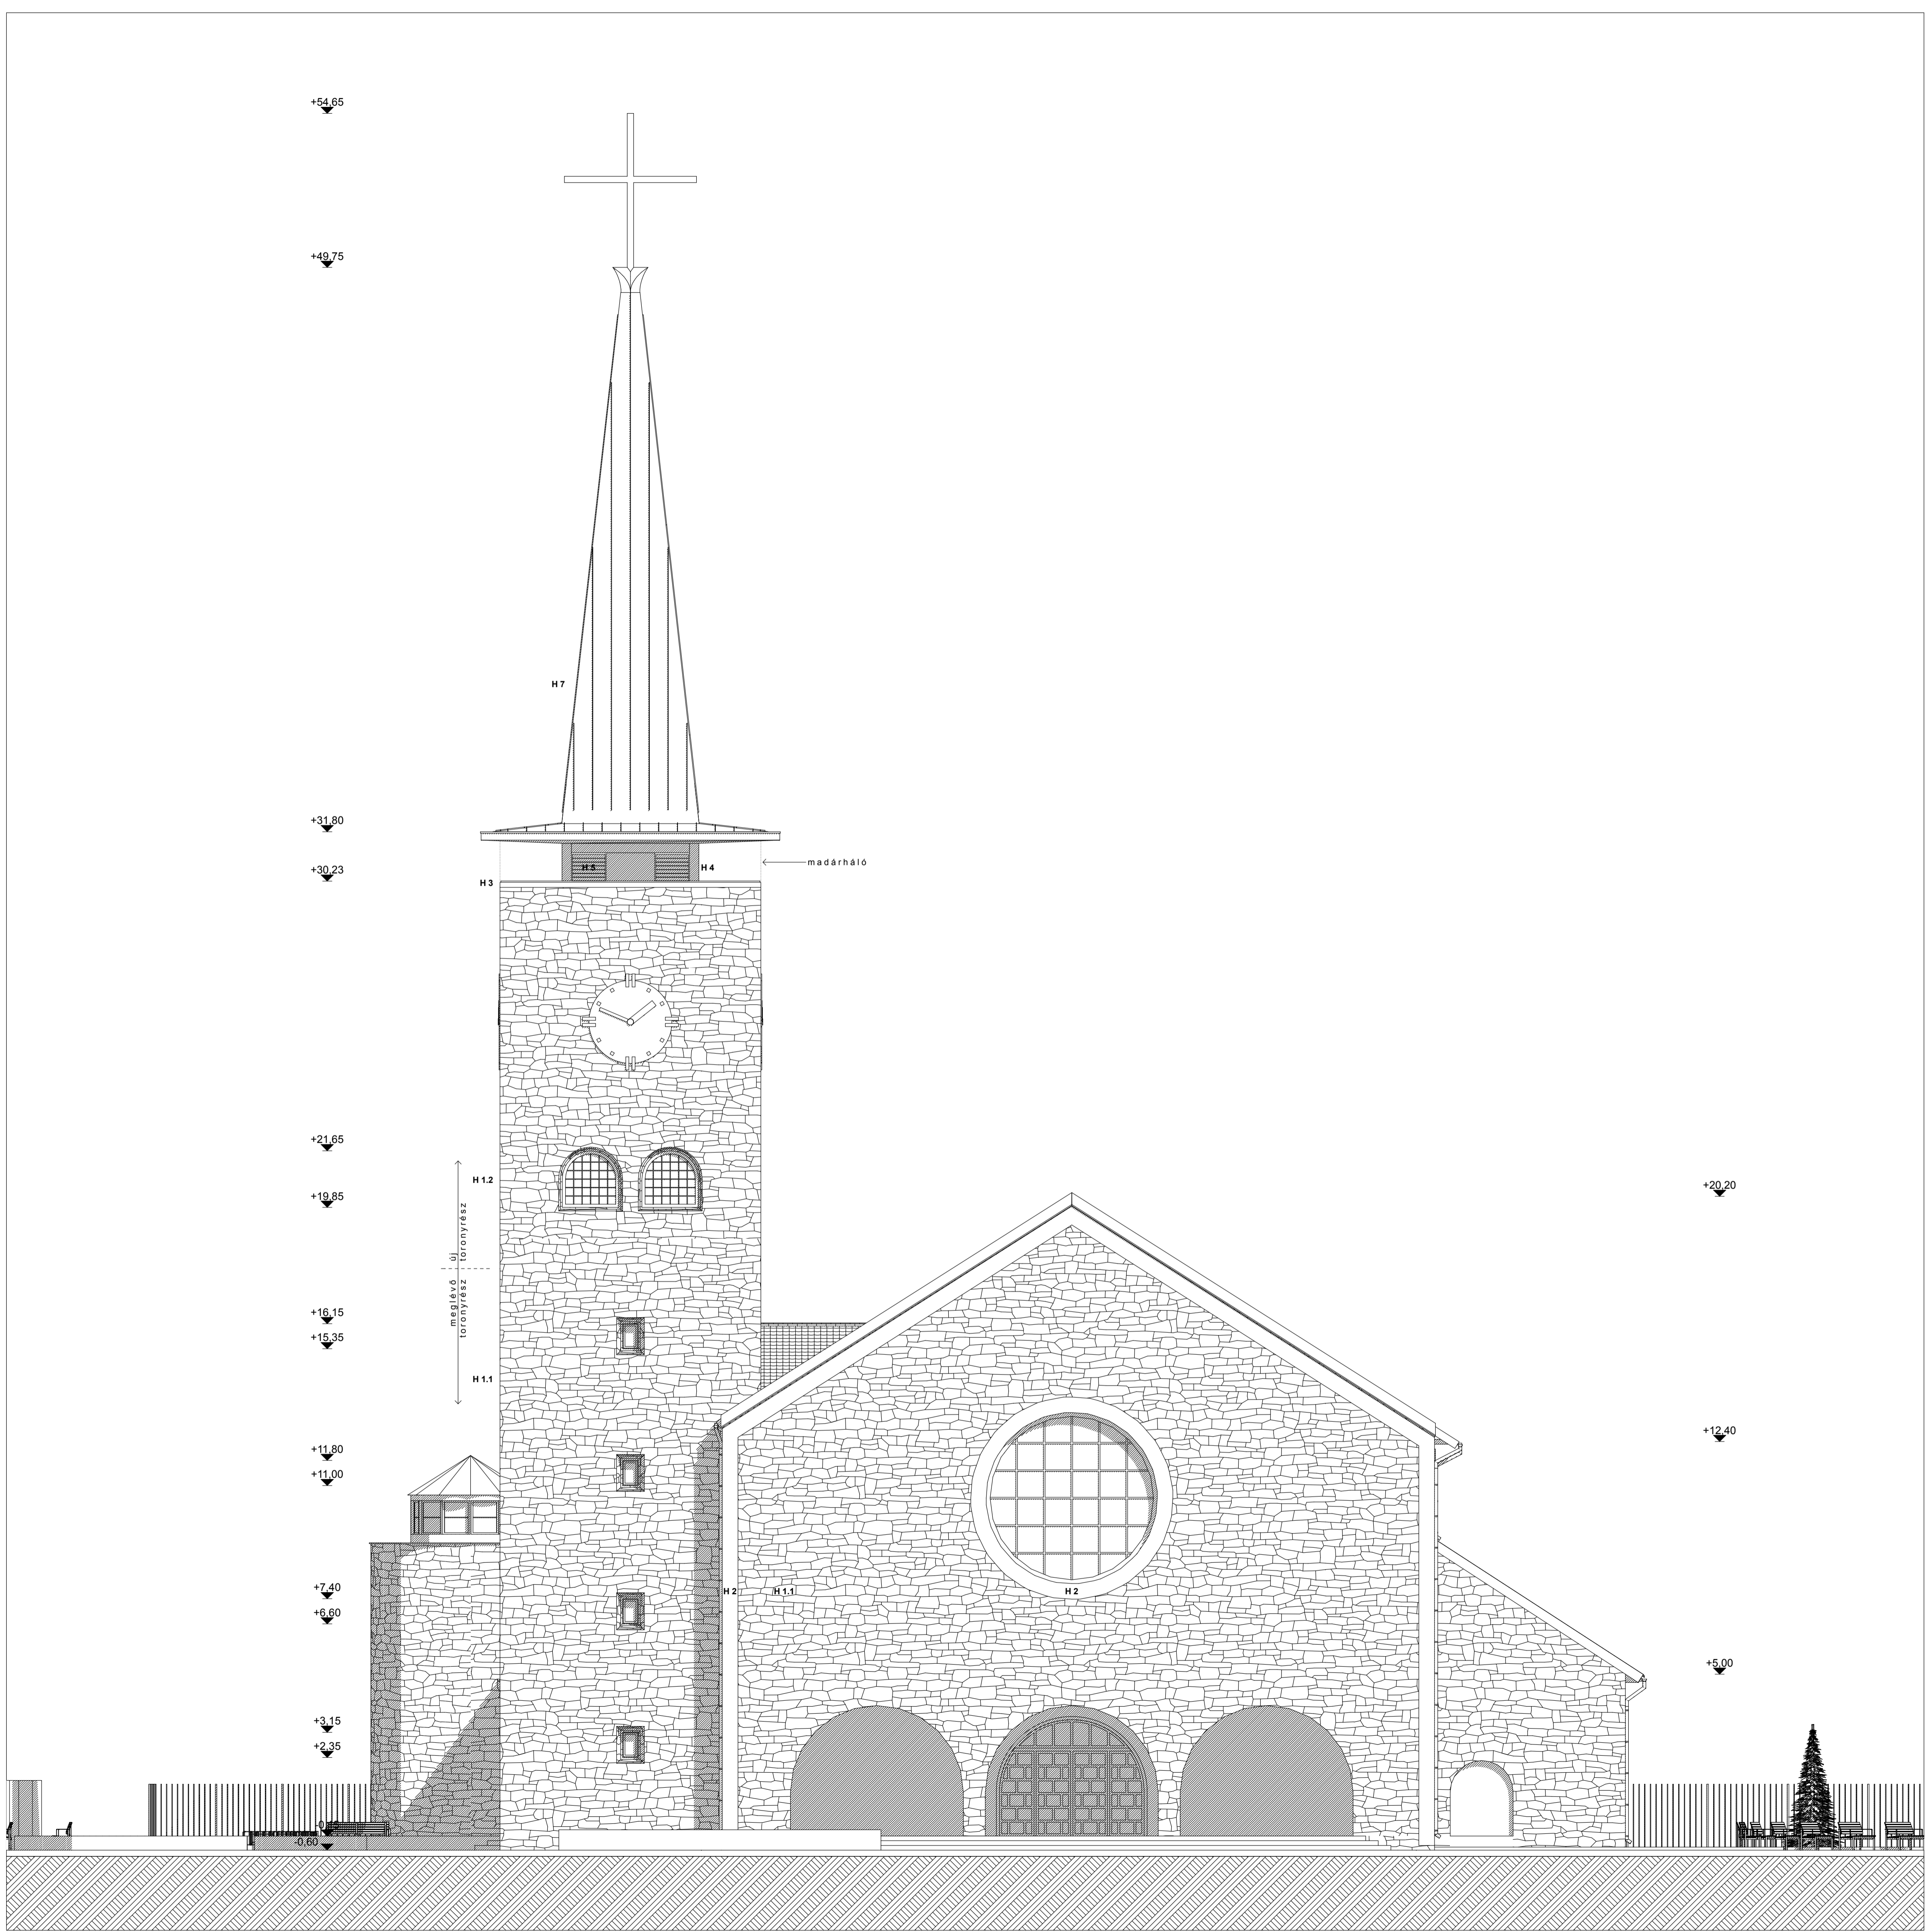 +54,65
+49,75
H 7
+31,80
madárháló
H 5
H 4
+30,23
H 3
+21,65
H 1.2
+20,20
+19,85
új
toronyrész
meglévő
toronyrész
+16,15
+15,35
H 1.1
+12,40
+11,80
+11,00
+7,40
H 2
H 1.1
H 2
+6,60
+5,00
+3,15
+2,35
-0,60